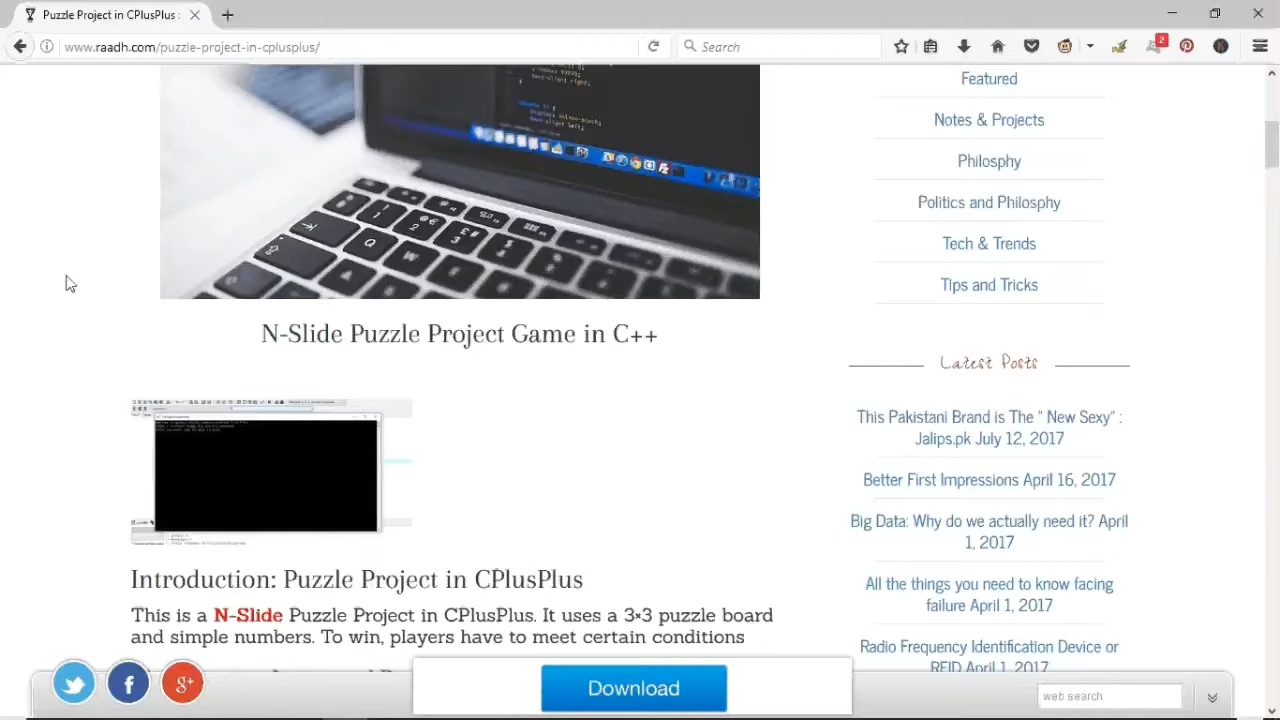 Puzzle Project in CPlusPlus
www.raadh.com/puzzle-project-in-cplusplus/
Search
2
Featured
Notes & Projects
Philosphy
Politics and Philosphy
Tech & Trends
Tips and Tricks
N-Slide Puzzle Project Game in C++
Latest Posts
This Pakistani Brand is The " New Sexy" :
Jalips.pk July 12, 2017
Better First Impressions April 16, 2017
Big Data: Why do we actually need it? April
1, 2017
All the things you need to know facing
failure April 1, 2017
Radio Frequency Identification Device or
RFID April 1, 2017
Introduction: Puzzle Project in CPlusPlus
This is a N-Slide Puzzle Project in CPlusPlus. It uses a 3×3 puzzle board
and simple numbers. To win, players have to meet certain conditions
Download
web search